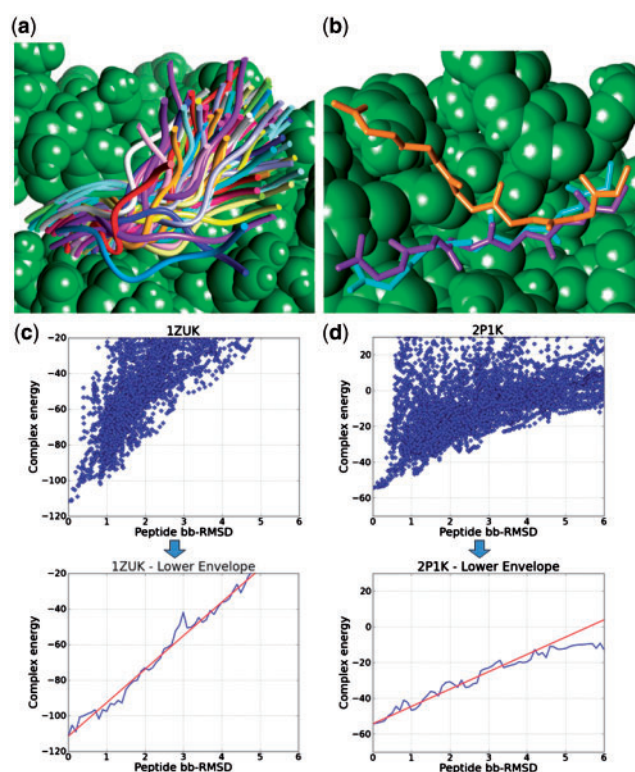 (a)
(b)
(c)
1ZUK
Complex energy
-20
-40
-60
-80
-100
-120
0 1 2 3 4 5 6
Peptide bb-RMSD
(d)
2P1K
Complex energy
20
0
-20
-40
-60
0 1 2 3 4 5 6
Peptide bb-RMSD
1ZUK - Lower Envelope
Complex energy
-20
-40
-60
-80
-100
-120
0 1 2 3 4 5 6
Peptide bb-RMSD
2P1K - Lower Envelope
Complex energy
20
0
-20
-40
-60
0 1 2 3 4 5 6
Peptide bb-RMSD